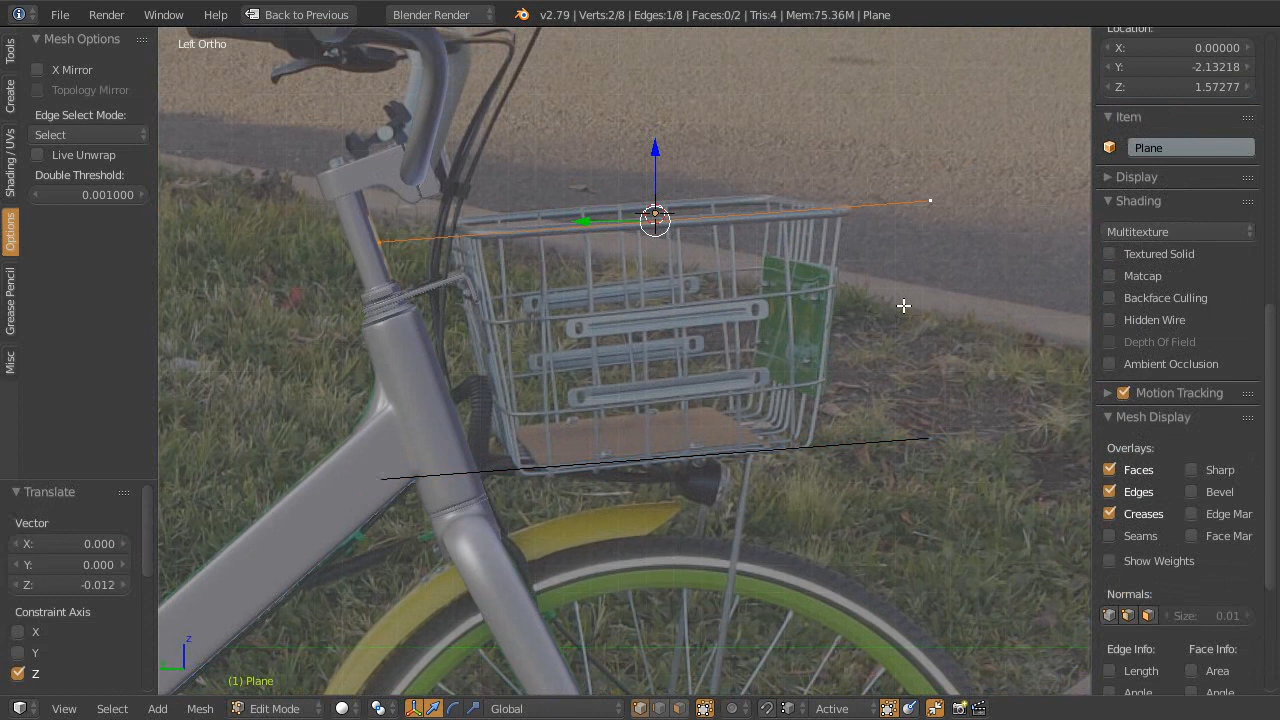 File Render Window Help Back to Previous Blender Render v2.79 | Verts:2/8 | Edges:1/8 | Faces:0/2 | Tris:4 | Mem:75.36M | Plane
Tools
Create
Shading / UVs
Options
Grease Pencil
Misc
Mesh Options
X Mirror
Topology Mirror
Edge Select Mode:
Select
Live Unwrap
Double Threshold:
0.001000
Translate
Vector
X: 0.000
Y: 0.000
Z: -0.012
Constraint Axis
X
Y
Z
Left Ortho
z
(1) Plane
Location:
X: 0.00000
Y: -2.13218
Z: 1.57277
Item
Plane
Display
Shading
Multitexture
Textured Solid
Matcap
Backface Culling
Hidden Wire
Depth Of Field
Ambient Occlusion
Motion Tracking
Mesh Display
Overlays:
Faces Sharp
Edges Bevel
Creases Edge Mar
Seams Face Mar
Show Weights
Normals:
Size: 0.01
Edge Info: Face Info:
Length Area
Angle Angle
View Select Add Mesh Edit Mode Global Active